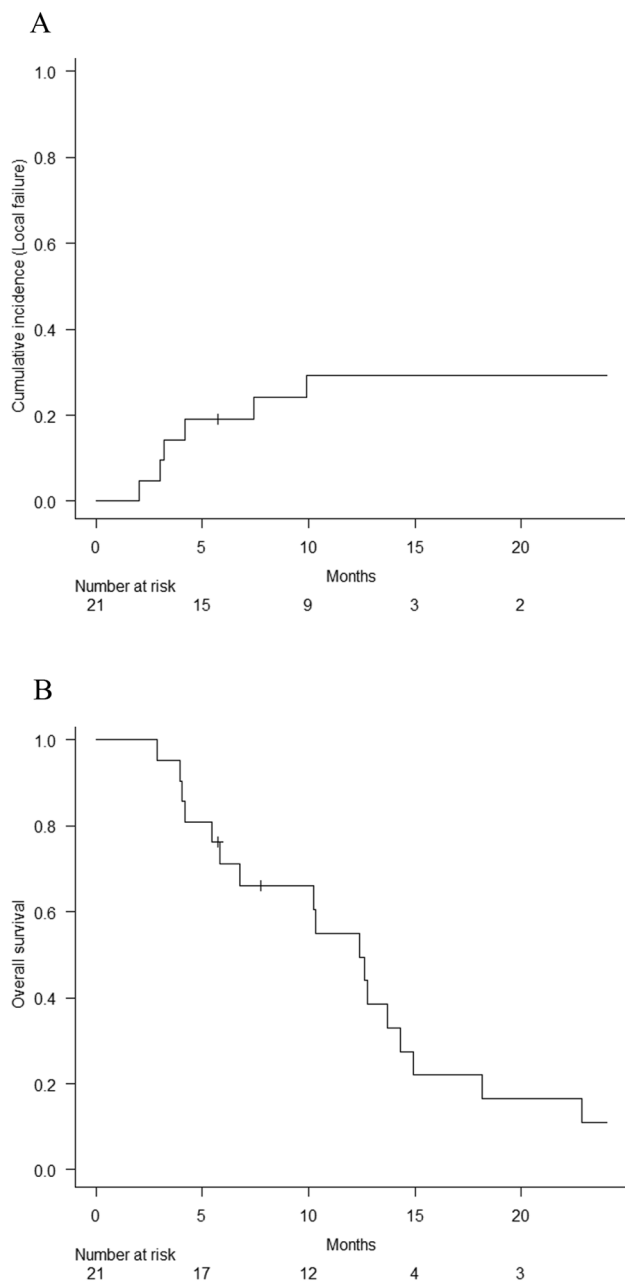 A
Cumulative incidence (Local failure)
1.0
0.8
0.6
0.4
0.2
0.0
0 5 10 15 20
Months
Number at risk
21 15 9 3 2
B
Overall survival
1.0
0.8
0.6
0.4
0.2
0.0
0 5 10 15 20
Months
Number at risk
21 17 12 4 3